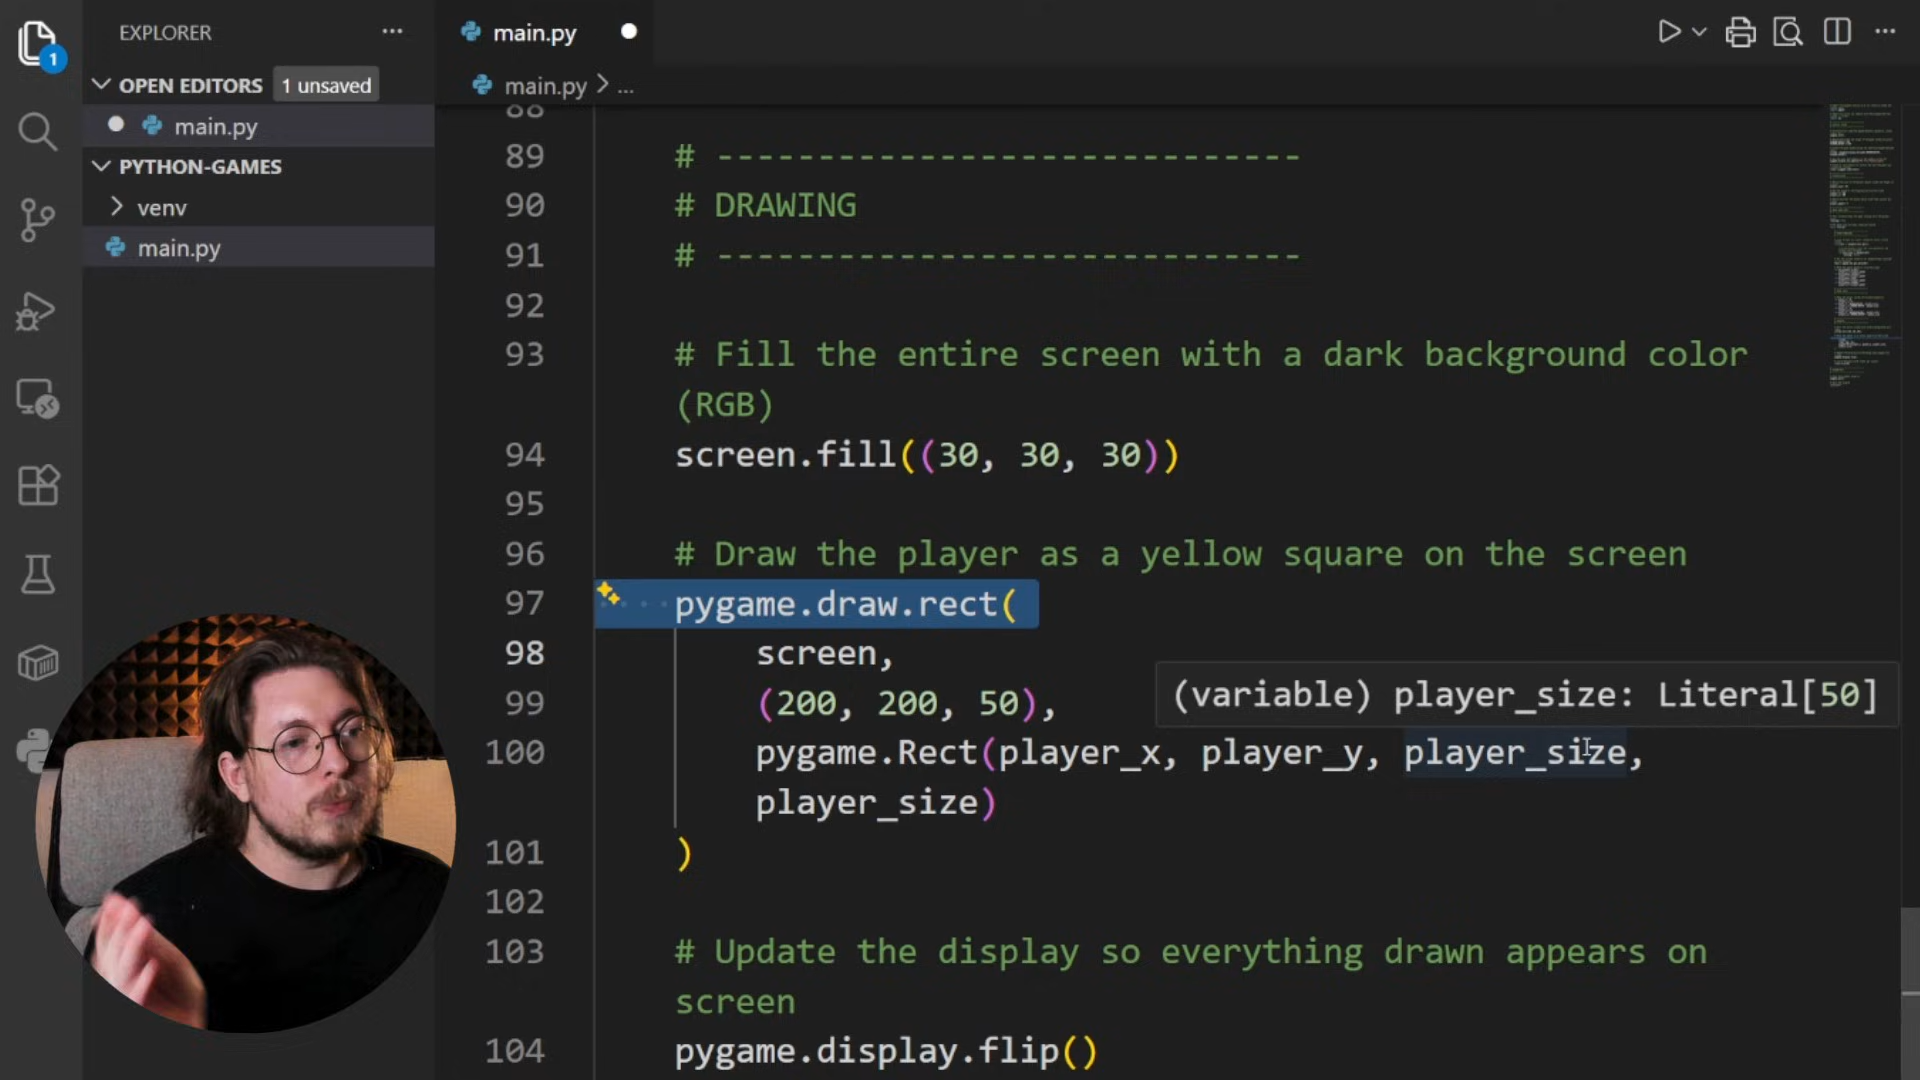 EXPLORER
OPEN EDITORS 1 unsaved
main.py
PYTHON-GAMES
venv
main.py
1
main.py
main.py > ...
88
89 # -----------------------------
90 # DRAWING
91 # -----------------------------
92
93 # Fill the entire screen with a dark background color
(RGB)
94 screen.fill((30, 30, 30))
95
96 # Draw the player as a yellow square on the screen
97 pygame.draw.rect(
98 screen,
99 (200, 200, 50),
(variable) player_size: Literal[50]
100 pygame.Rect(player_x, player_y, player_size,
player_size)
101 )
102
103 # Update the display so everything drawn appears on
screen
104 pygame.display.flip()